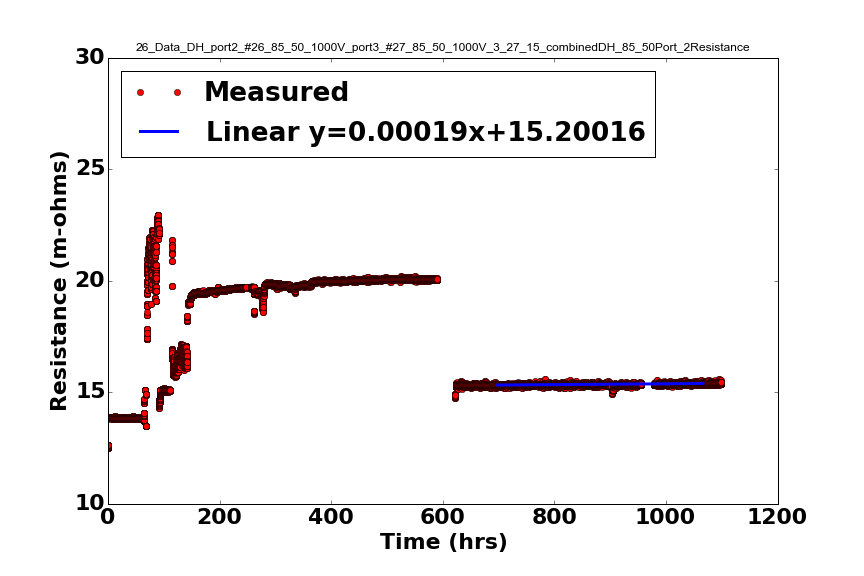 26_Data_DH_port2_#26_85_50_1000V_port3_#27_85_50_1000V_3_27_15_combinedDH_85_50Port_2Resistance
30
25
20
15
10
Resistance (m-ohms)
Measured
Linear y=0.00019x+15.20016
0 200 400 600 800 1000 1200
Time (hrs)